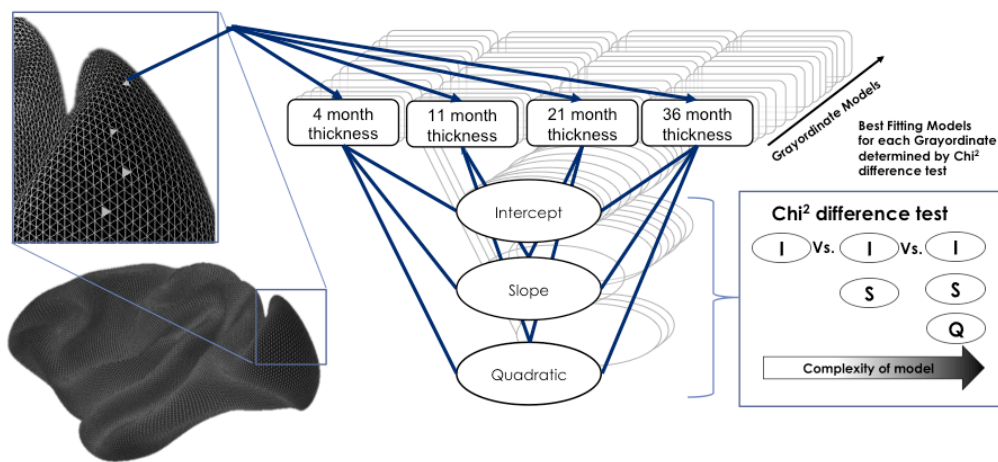 4 month
thickness
11 month
thickness
21 month
thickness
36 month
thickness
Grayordinate Models
Best Fitting Models
for each Grayordinate
determined by Chi²
difference test
Intercept
Slope
Quadratic
Chi² difference test
I Vs. I Vs. I
S S
Q
Complexity of model